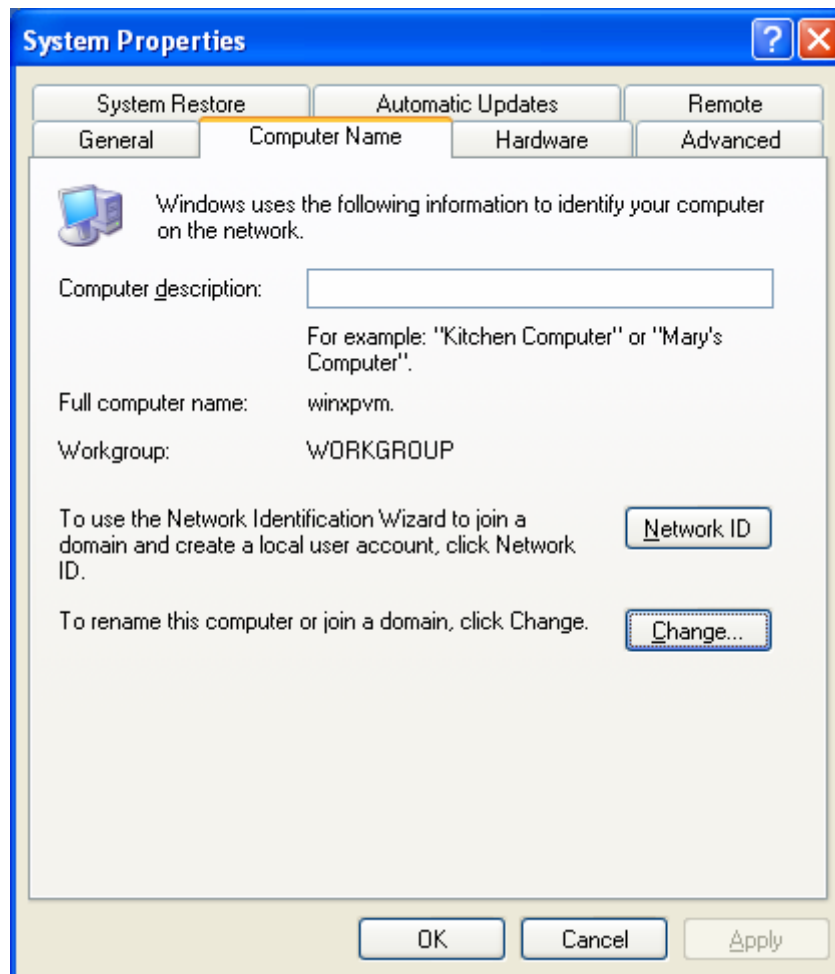 System Properties
System Restore
Automatic Updates
Remote
General
Computer Name
Hardware
Advanced
Windows uses the following information to identify your computer
on the network.
Computer description:
For example: "Kitchen Computer" or "Mary's
Computer".
Full computer name:
winxpvm.
Workgroup:
WORKGROUP
To use the Network Identification Wizard to join a
domain and create a local user account, click Network
ID.
Network ID
To rename this computer or join a domain, click Change.
Change...
OK
Cancel
Apply